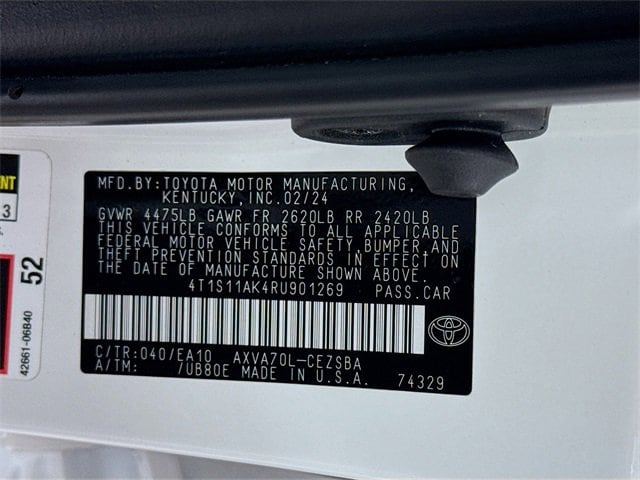 MFD.BY:TOYOTA MOTOR MANUFACTURING,
KENTUCKY,INC.02/24
GVWR 4475LB GAWR FR 2620LB RR 2420LB
THIS VEHICLE CONFORMS TO ALL APPLICABLE
FEDERAL MOTOR VEHICLE SAFETY,BUMPER,AND
THEFT PREVENTION STANDARDS IN EFFECT ON
THE DATE OF MANUFACTURE SHOWN ABOVE.
4T1S11AK4RU901269 PASS.CAR
C/TR:040/EA10 AXVA70L-CEZSBA
A/TM: /UB80E MADE IN U.S.A. 74329
3
52
42661-06B40